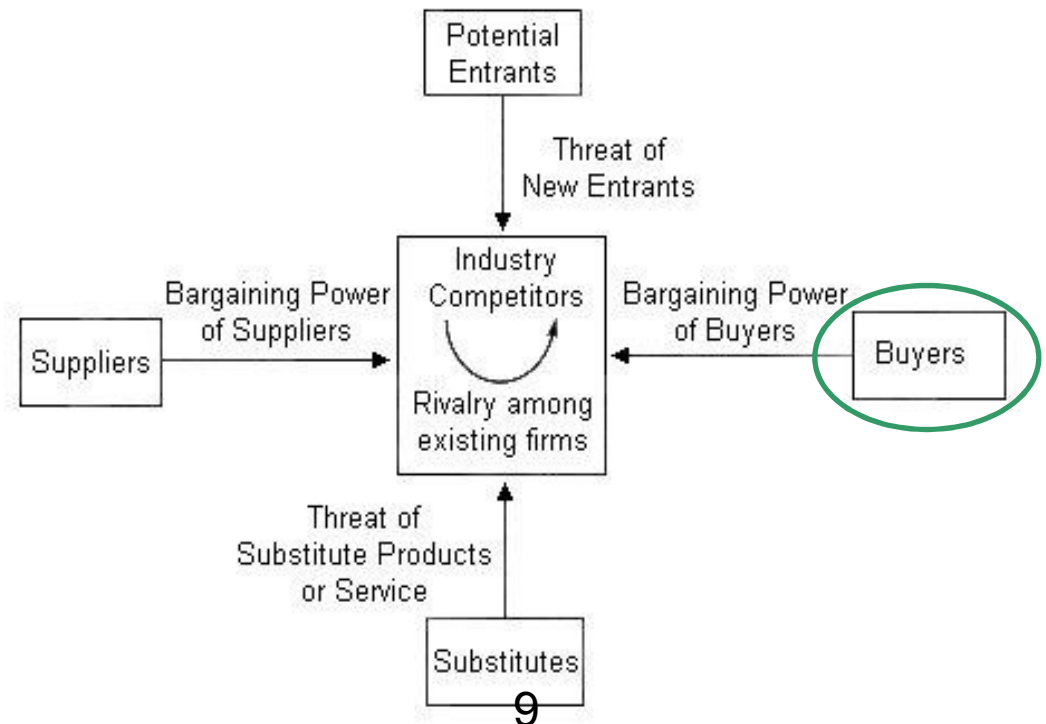 Potential
Entrants
Threat of
New Entrants
Industry
Competitors
Bargaining Power
of Suppliers
Bargaining Power
of Buyers
Suppliers
Buyers
Rivalry among
existing firms
Threat of
Substitute Products
or Service
Substitutes
9